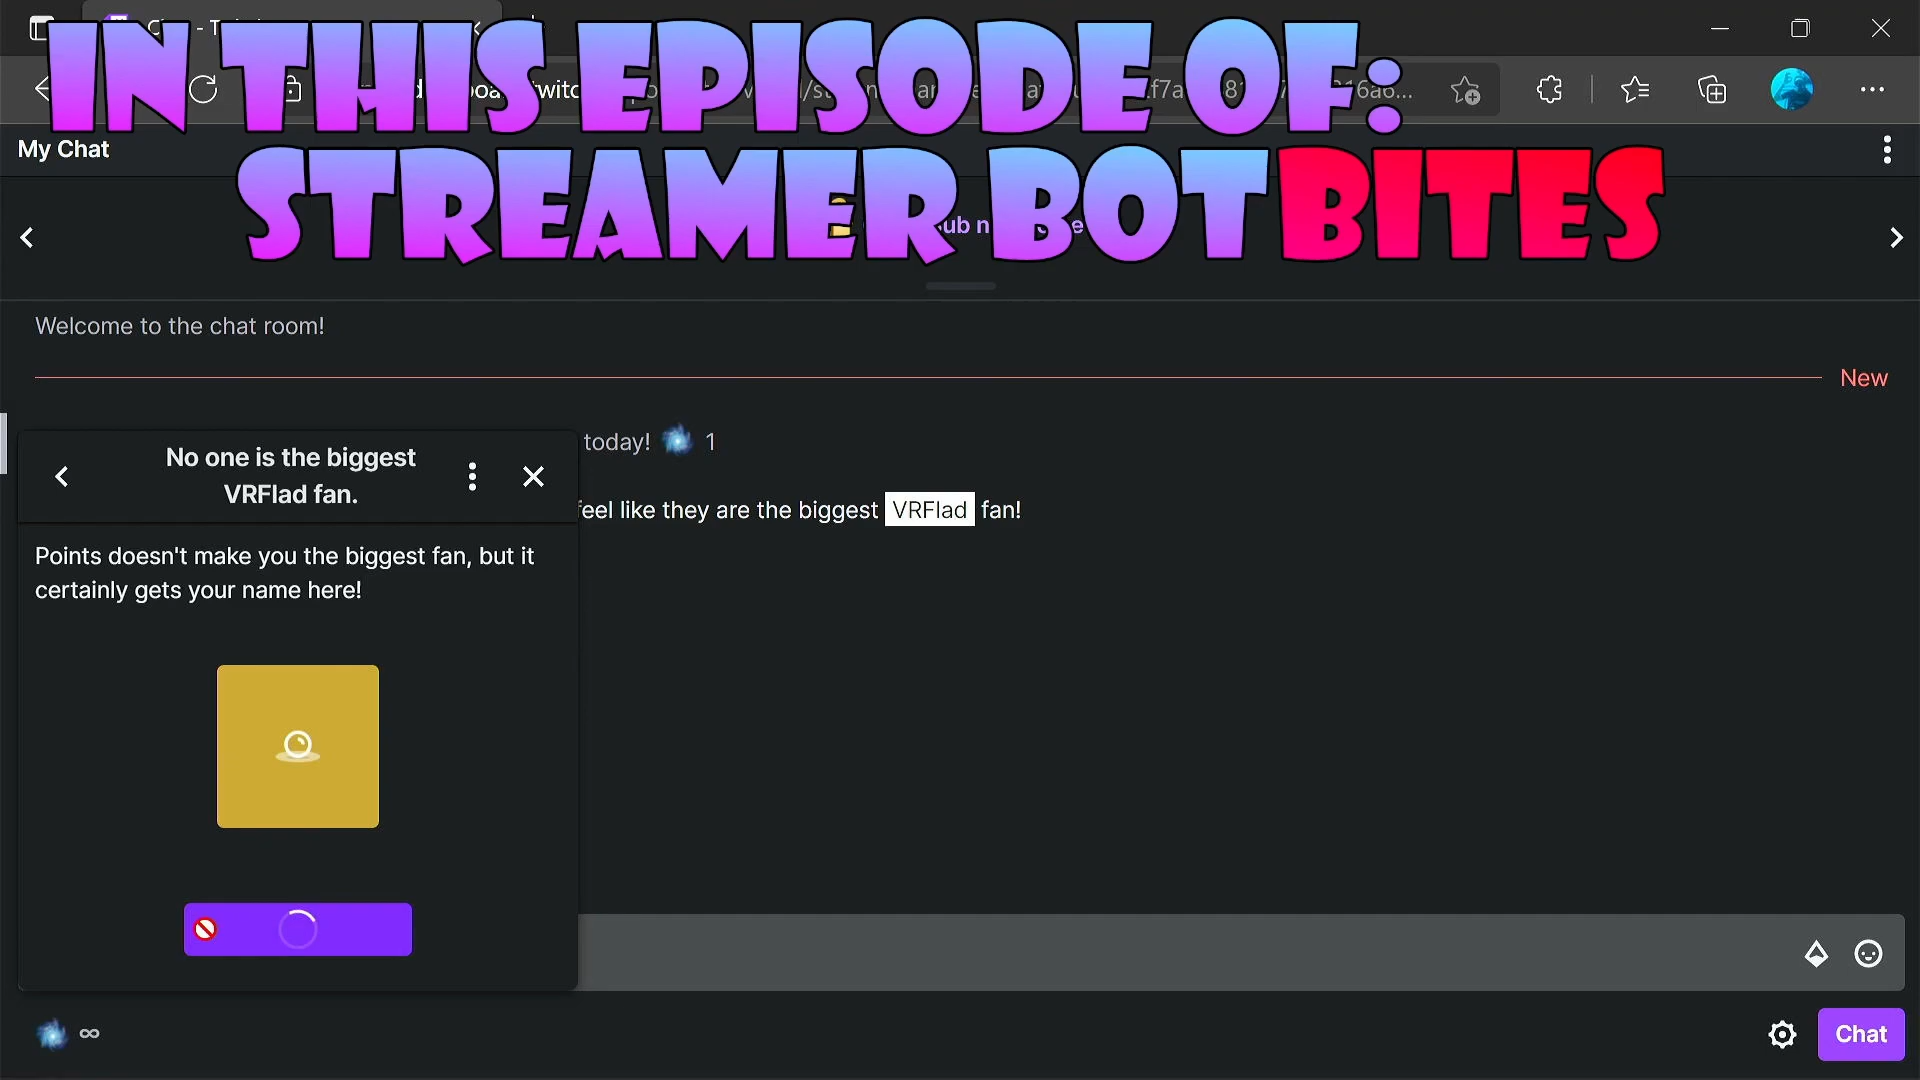 IN THIS EPISODE OF:
STREAMER BOT BITES
My Chat
Welcome to the chat room!
New
today! 1
No one is the biggest
VRFlad fan.
feel like they are the biggest VRFlad fan!
Points doesn't make you the biggest fan, but it
certainly gets your name here!
∞
Chat